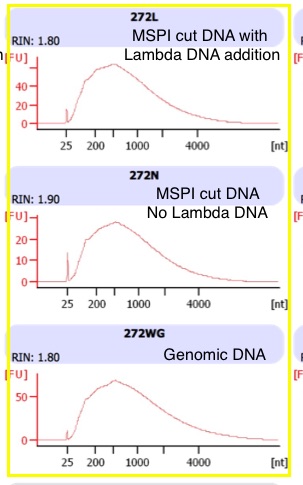 272L
RIN: 1.80
MSPI cut DNA with
Lambda DNA addition
[FU]
40
20
0
25 200 1000 4000 [nt]
272N
RIN: 1.90
MSPI cut DNA
No Lambda DNA
[FU]
20
10
0
25 200 1000 4000 [nt]
272WG
RIN: 1.80
Genomic DNA
[FU]
50
0
25 200 1000 4000 [nt]